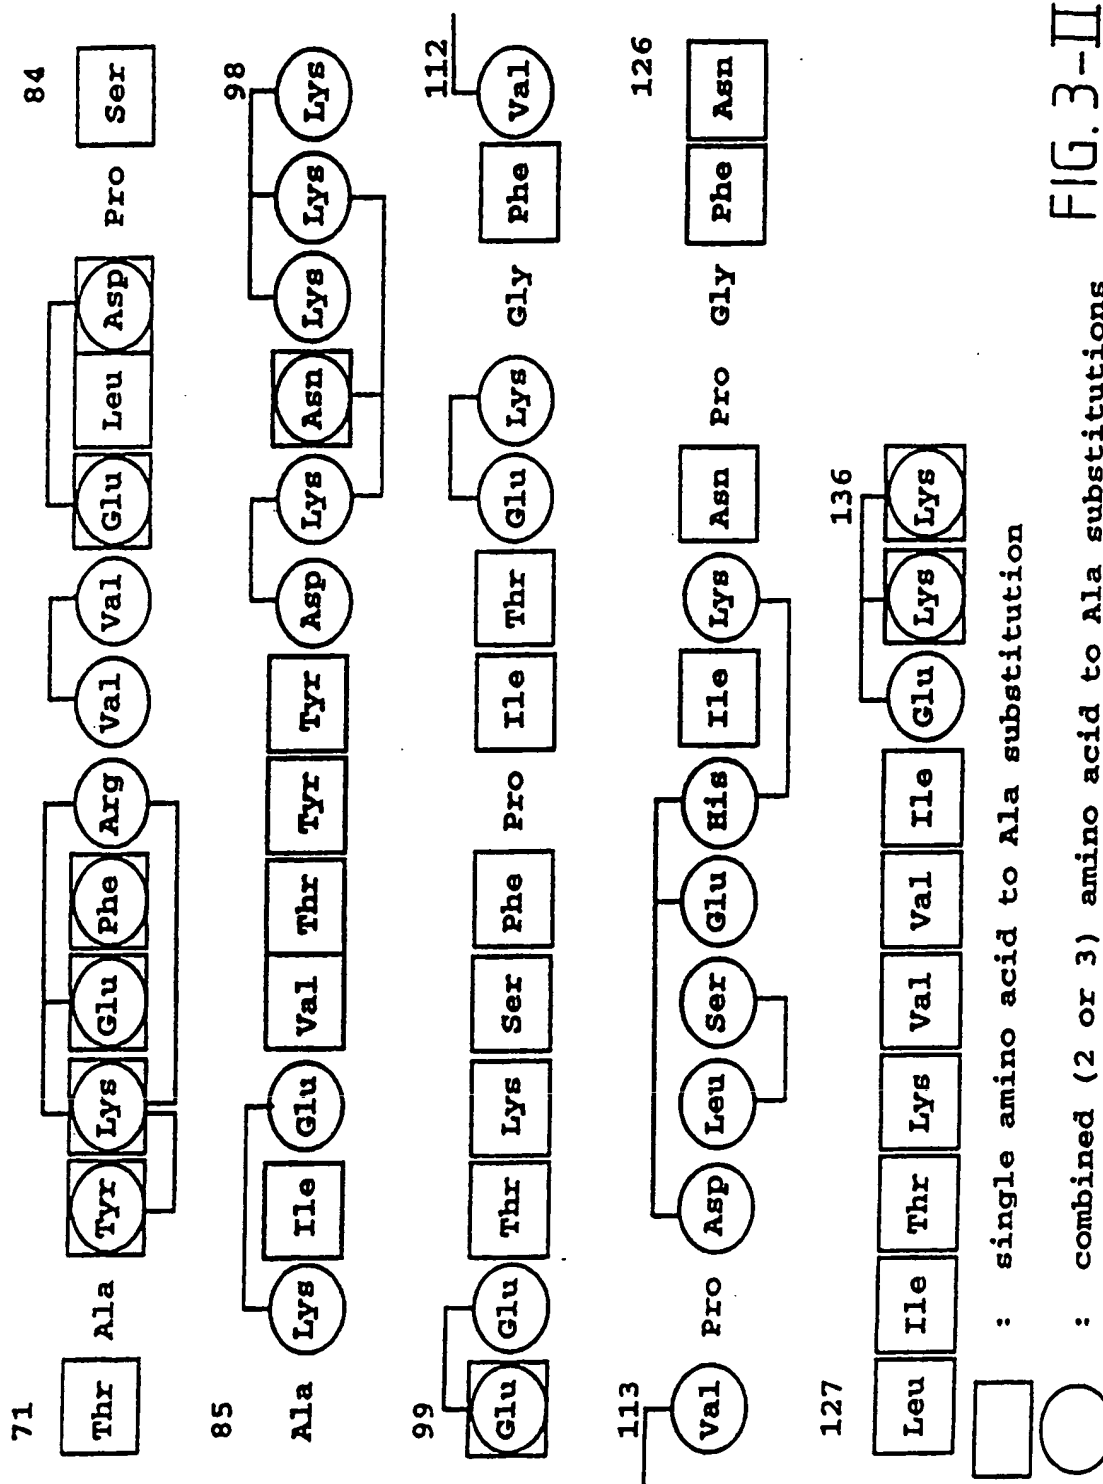 71 84
Thr Ala Tyr Lys Glu Phe Arg Val Val Glu Leu Asp Pro Ser
85 98
Ala Lys Ile Glu Val Thr Tyr Tyr Asp Lys Asn Lys Lys Lys
99 112
Glu Glu Thr Lys Ser Phe Pro Ile Thr Glu Lys Gly Phe Val
113 126
Val Pro Asp Leu Ser Glu His Ile Lys Asn Pro Gly Phe Asn
127 136
Leu Ile Thr Lys Val Val Ile Glu Lys Lys
: single amino acid to Ala substitution
: combined (2 or 3) amino acid to Ala substitutions
FIG. 3-II